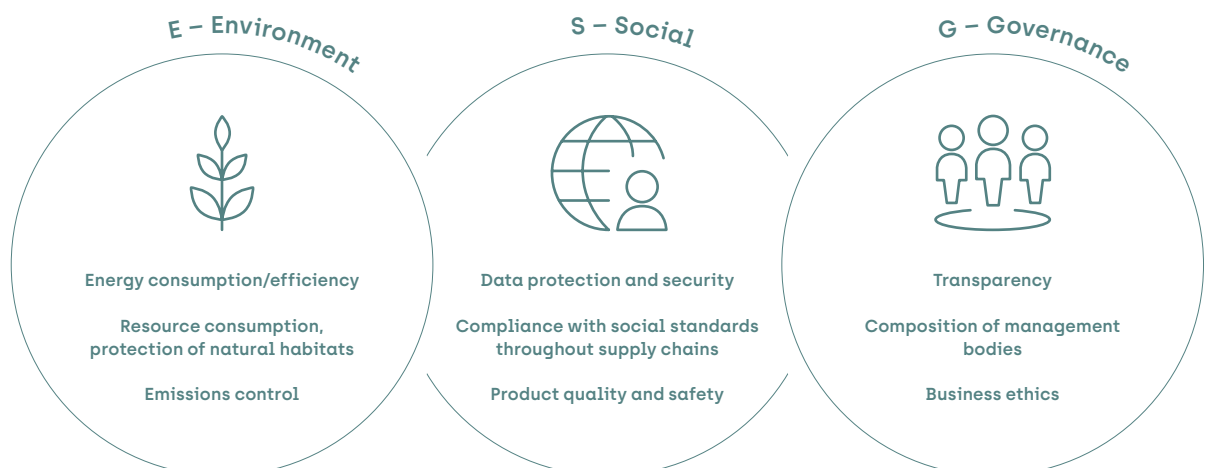 E – Environment
Energy consumption/efficiency
Resource consumption,
protection of natural habitats
Emissions control
S – Social
Data protection and security
Compliance with social standards
throughout supply chains
Product quality and safety
G – Governance
Transparency
Composition of management
bodies
Business ethics